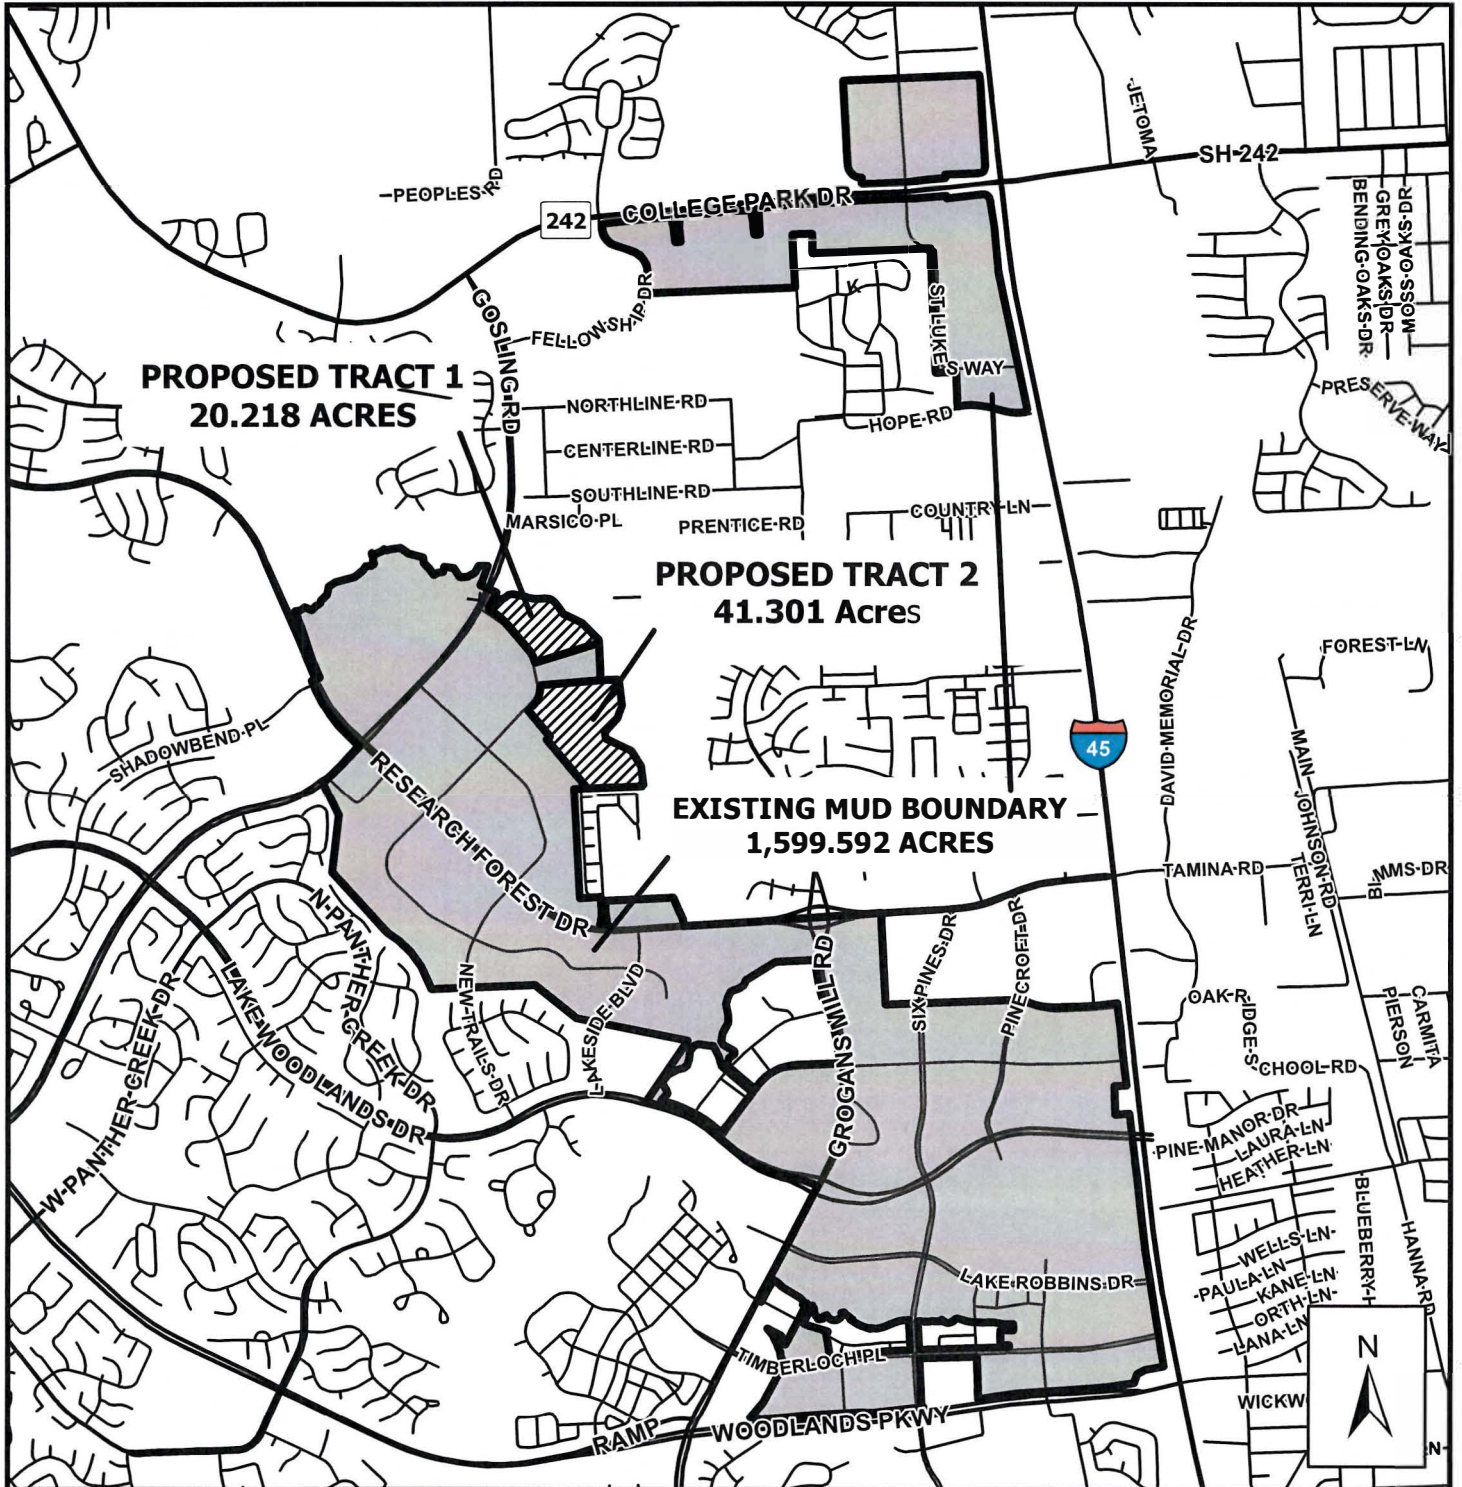 JETOMA
SH-242
PEOPLES-RD
242
COLLEGE PARK DR
BENDING-OAKS-DR
GREY-OAKS-DR
MOSS-OAKS-DR
GOSLING-RD
FELLOWSHIP-DR
K
ST-LUKE'S-WAY
PROPOSED TRACT 1
20.218 ACRES
PRESERVE-WAY
NORTHLINE-RD
HOPE-RD
CENTERLINE-RD
SOUTHLINE-RD
MARSICO-PL
PRENTICE-RD
COUNTRY-LN
PROPOSED TRACT 2
41.301 Acres
DAVID-MEMORIAL-DR
FOREST-LN
SHADOWBEND-PL
45
MAIN
JOHNSON-RD
RESEARCH-FOREST-DR
EXISTING MUD BOUNDARY
1,599.592 ACRES
TAMINA-RD
TERRI-LN
MMS-DR
N-PANTHER-CREEK-DR
LAKE-WOODLANDS-DR
W-PANTHER-CREEK-DR
NEW-TRAILS-DR
LAKESIDE-BLVD
GROGANS-MILL-RD
SIX-PINES-DR
PINECROFT-DR
OAK-RIDGE-SCHOOL-RD
PIERSON
CARMITA
PINE-MANOR-DR
LAURA-LN
HEATHER-LN
BLUEBERRY-H
HANNA-RD
WELLS-LN
PAULA-LN
KANE-LN
ORTH-LN
LANA-LN
LAKE ROBBINS DR
TIMBERLOCH PL
N
WICKW
RAMP
WOODLANDS-PKWY
N